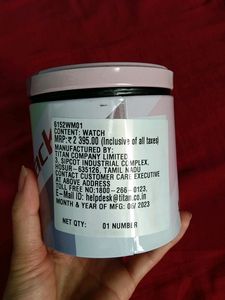 6152WM01
CONTENT: WATCH
MRP: ₹ 2 395.00 (Inclusive of all taxes)
MANUFACTURED BY:
TITAN COMPANY LIMITED
3, SIPCOT INDUSTRIAL COMPLEX,
HOSUR - 635126, TAMIL NADU
CONTACT CUSTOMER CARE EXECUTIVE
AT ABOVE ADDRESS
TOLL FREE NO:1800-266-0123,
E-Mail ID: helpdesk@titan.co.in
MONTH & YEAR OF MFG: 06/2023
NET QTY: 01 NUMBER